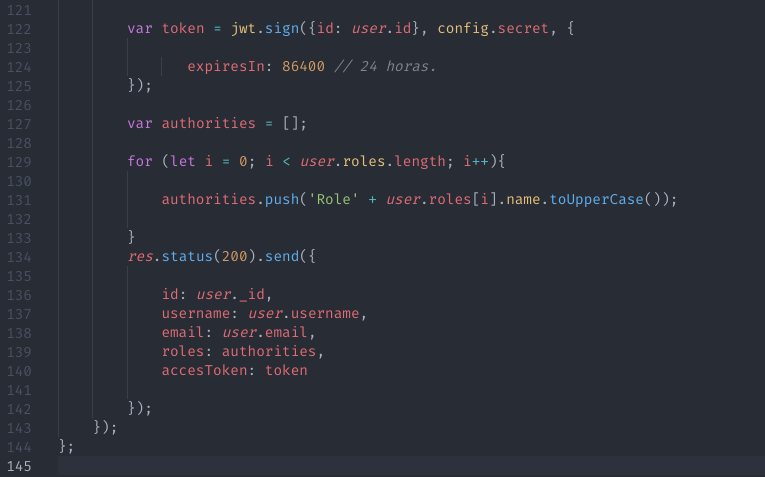 121
122 var token = jwt.sign({id: user.id}, config.secret, {
123
124 expiresIn: 86400 // 24 horas.
125 });
126
127 var authorities = [];
128
129 for (let i = 0; i < user.roles.length; i++){
130
131 authorities.push('Role' + user.roles[i].name.toUpperCase());
132
133 }
134 res.status(200).send({
135
136 id: user._id,
137 username: user.username,
138 email: user.email,
139 roles: authorities,
140 accesToken: token
141
142 });
143 });
144 };
145